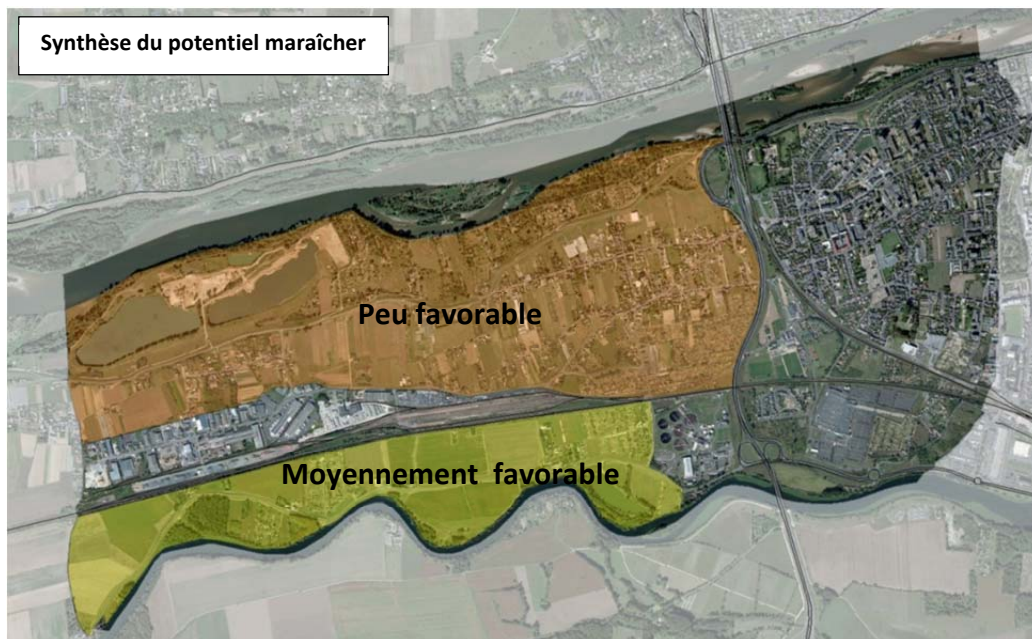 Synthèse du potentiel maraîcher
Peu favorable
Moyennement favorable